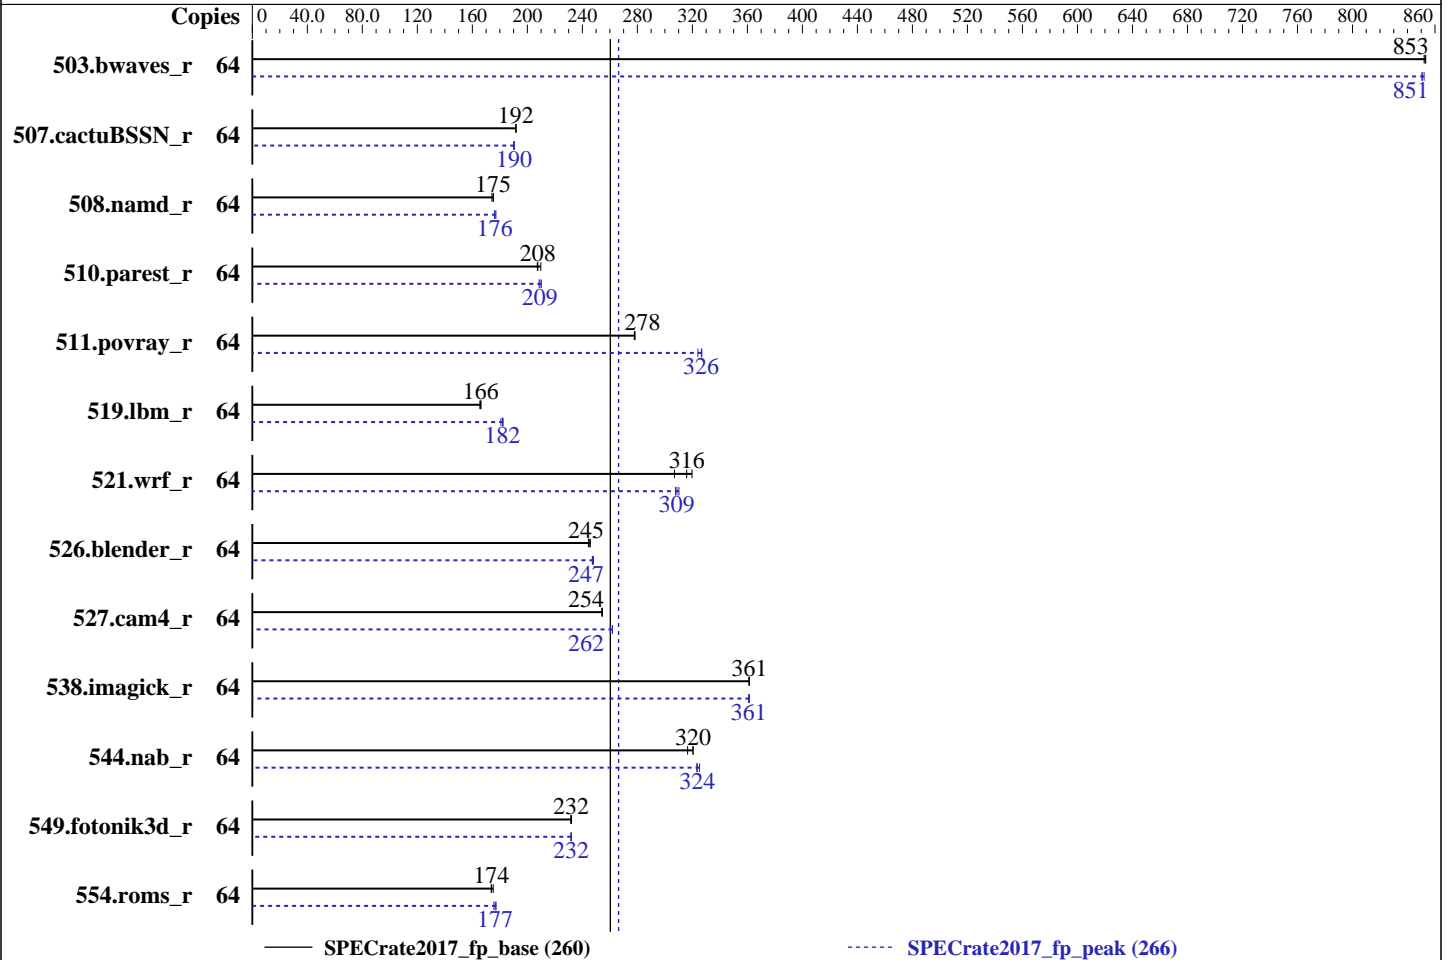 Copies 0 40.0 80.0 120 160 200 240 280 320 360 400 440 480 520 560 600 640 680 720 760 800 860
853
503.bwaves_r 64
851
192
507.cactuBSSN_r 64
190
175
508.namd_r 64
176
208
510.parest_r 64
209
278
511.povray_r 64
326
166
519.lbm_r 64
182
316
521.wrf_r 64
309
245
526.blender_r 64
247
254
527.cam4_r 64
262
361
538.imagick_r 64
361
320
544.nab_r 64
324
232
549.fotonik3d_r 64
232
174
554.roms_r 64
177
SPECrate2017_fp_base (260) SPECrate2017_fp_peak (266)